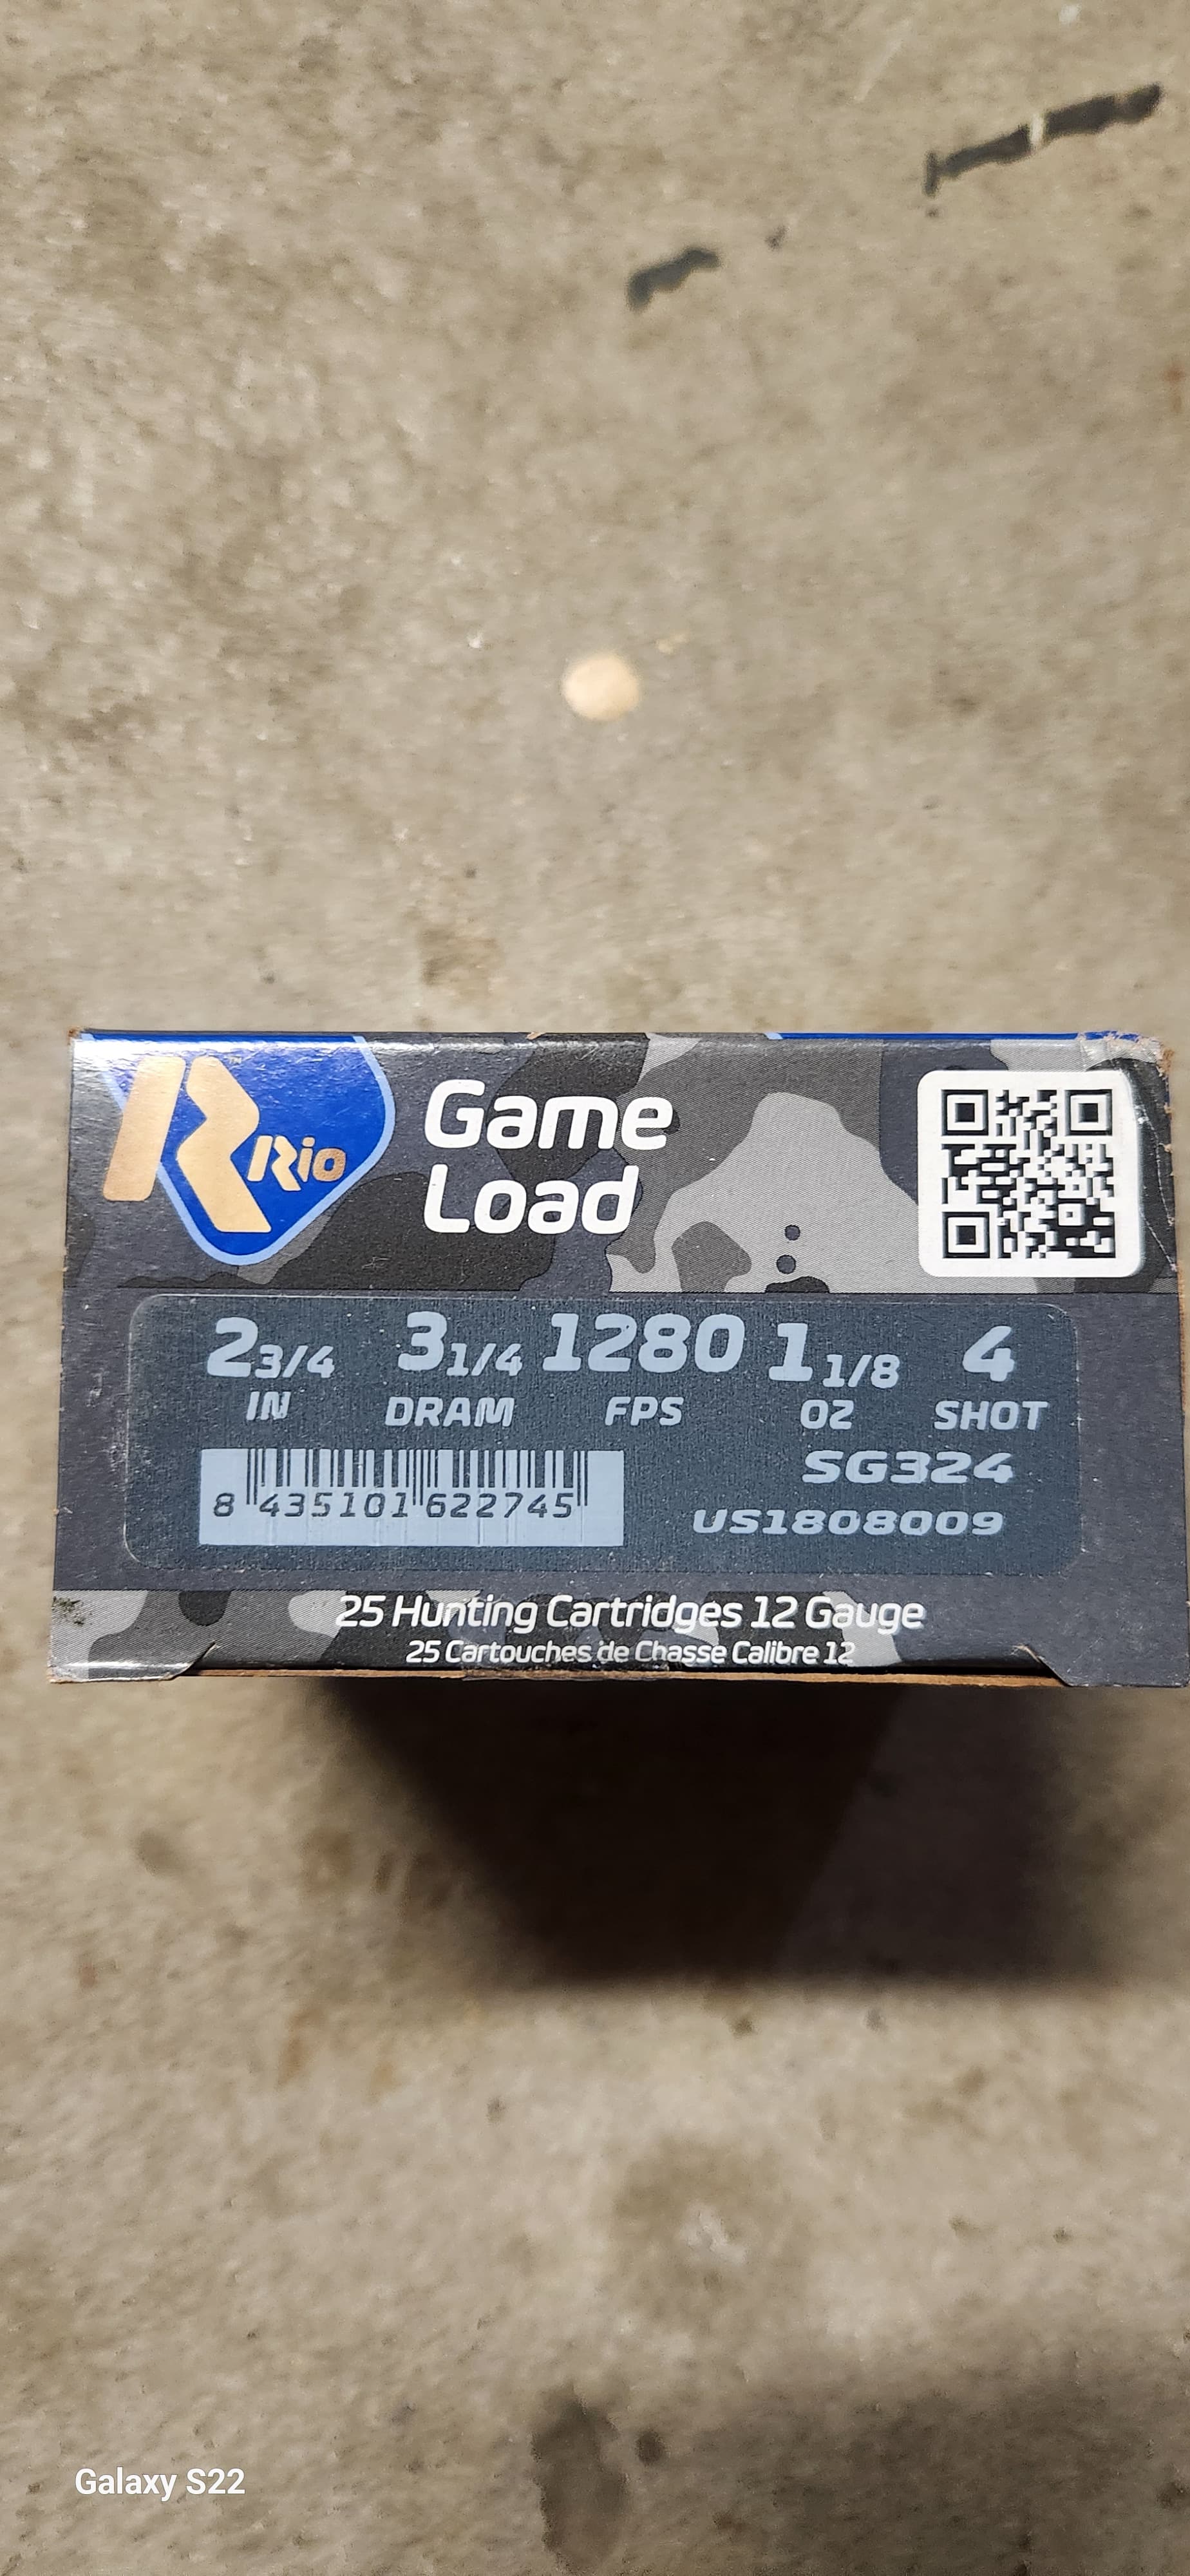 R™ Rio
Game
Load
2 3/4 3 1/4 1280 1 1/8 4
IN DRAM FPS OZ SHOT
SG324
8 435101 622745
US1808009
25 Hunting Cartridges 12 Gauge
25 Cartouches de Chasse Calibre 12
Galaxy S22